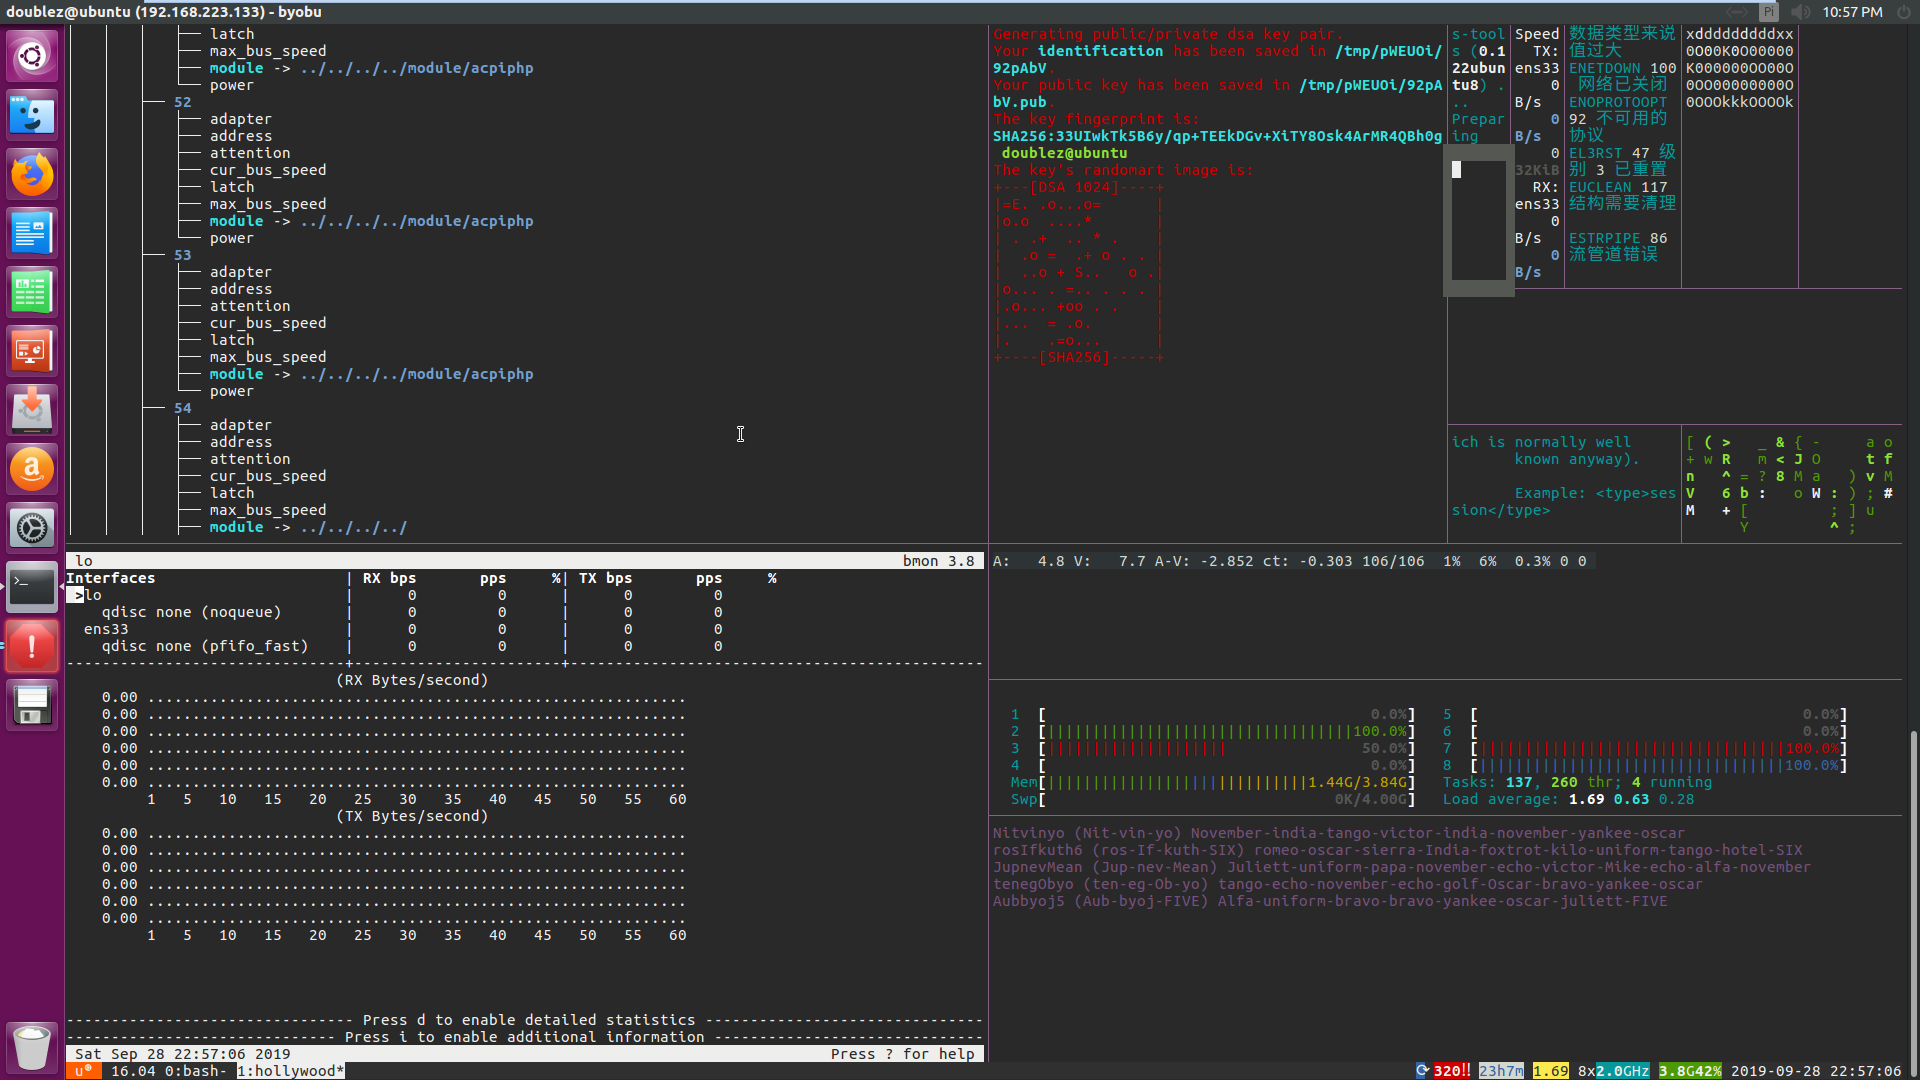 doublez@ubuntu (192.168.223.133) - byobu
Pi
10:57 PM
latch
max_bus_speed
module -> ../../../../module/acpiphp
power
52
adapter
address
attention
cur_bus_speed
latch
max_bus_speed
module -> ../../../../module/acpiphp
power
53
adapter
address
attention
cur_bus_speed
latch
max_bus_speed
module -> ../../../../module/acpiphp
power
54
adapter
address
attention
cur_bus_speed
latch
max_bus_speed
module -> ../../../../
Generating public/private dsa key pair.
Your identification has been saved in /tmp/pWEUOi/
92pAbV.
Your public key has been saved in /tmp/pWEUOi/92pA
bV.pub.
The key fingerprint is:
SHA256:33UIwkTk5B6y/qp+TEEkDGv+XiTY8Osk4ArMR4QBh0g
doublez@ubuntu
The key's randomart image is:
+---[DSA 1024]----+
|=E. .o...o=      |
|o.o  ....*       |
| . .+  .. * .    |
|  .o =  .+ o . . |
|  ..o + S..   o .|
|o... . =.. . . . |
|.o... +oo . .    |
|...  = .o.       |
|.    .=o...      |
+----[SHA256]-----+
s-tool
s (0.1
22ubun
tu8) .
..
Prepar
ing
Speed
TX:
ens33
0
B/s
0
B/s
0
32KiB
RX:
ens33
0
B/s
0
B/s
数据类型来说
值过大
ENETDOWN 100
网络已关闭
ENOPROTOOPT
92 不可用的
协议
EL3RST 47 级
别 3 已重置
EUCLEAN 117
结构需要清理
ESTRPIPE 86
流管道错误
xdddddddddxx
0O00K0O00000
K000000OO00O
0OO000000000
0OOOkkkOOOOk
ich is normally well
known anyway).
Example: <type>ses
sion</type>
[ ( > _ & { - a o
+ w R m < J O t f
n ^ = ? 8 M a ) v M
V 6 b : o W : ) ; #
M + [ ; ] u
Y ^ ;
lo bmon 3.8
Interfaces | RX bps pps %| TX bps pps %
>lo | 0 0 | 0 0
qdisc none (noqueue) | 0 0 | 0 0
ens33 | 0 0 | 0 0
qdisc none (pfifo_fast) | 0 0 | 0 0
(RX Bytes/second)
0.00
0.00
0.00
0.00
0.00
0.00
1 5 10 15 20 25 30 35 40 45 50 55 60
(TX Bytes/second)
0.00
0.00
0.00
0.00
0.00
0.00
1 5 10 15 20 25 30 35 40 45 50 55 60
Press d to enable detailed statistics
Press i to enable additional information
Sat Sep 28 22:57:06 2019 Press ? for help
A: 4.8 V: 7.7 A-V: -2.852 ct: -0.303 106/106 1% 6% 0.3% 0 0
1 [ 0.0%] 5 [ 0.0%]
2 [ 100.0%] 6 [ 0.0%]
3 [ 50.0%] 7 [ 100.0%]
4 [ 0.0%] 8 [ 100.0%]
Mem[ 1.44G/3.84G] Tasks: 137, 260 thr; 4 running
Swp[ 0K/4.00G] Load average: 1.69 0.63 0.28
Nitvinyo (Nit-vin-yo) November-india-tango-victor-india-november-yankee-oscar
rosIfkuth6 (ros-If-kuth-SIX) romeo-oscar-sierra-India-foxtrot-kilo-uniform-tango-hotel-SIX
JupnevMean (Jup-nev-Mean) Juliett-uniform-papa-november-echo-victor-Mike-echo-alfa-november
tenegObyo (ten-eg-Ob-yo) tango-echo-november-echo-golf-Oscar-bravo-yankee-oscar
Aubbyoj5 (Aub-byoj-FIVE) Alfa-uniform-bravo-bravo-yankee-oscar-juliett-FIVE
u 16.04 0:bash- 1:hollywood*
320!! 23h7m 1.69 8x2.0GHz 3.8G42% 2019-09-28 22:57:06